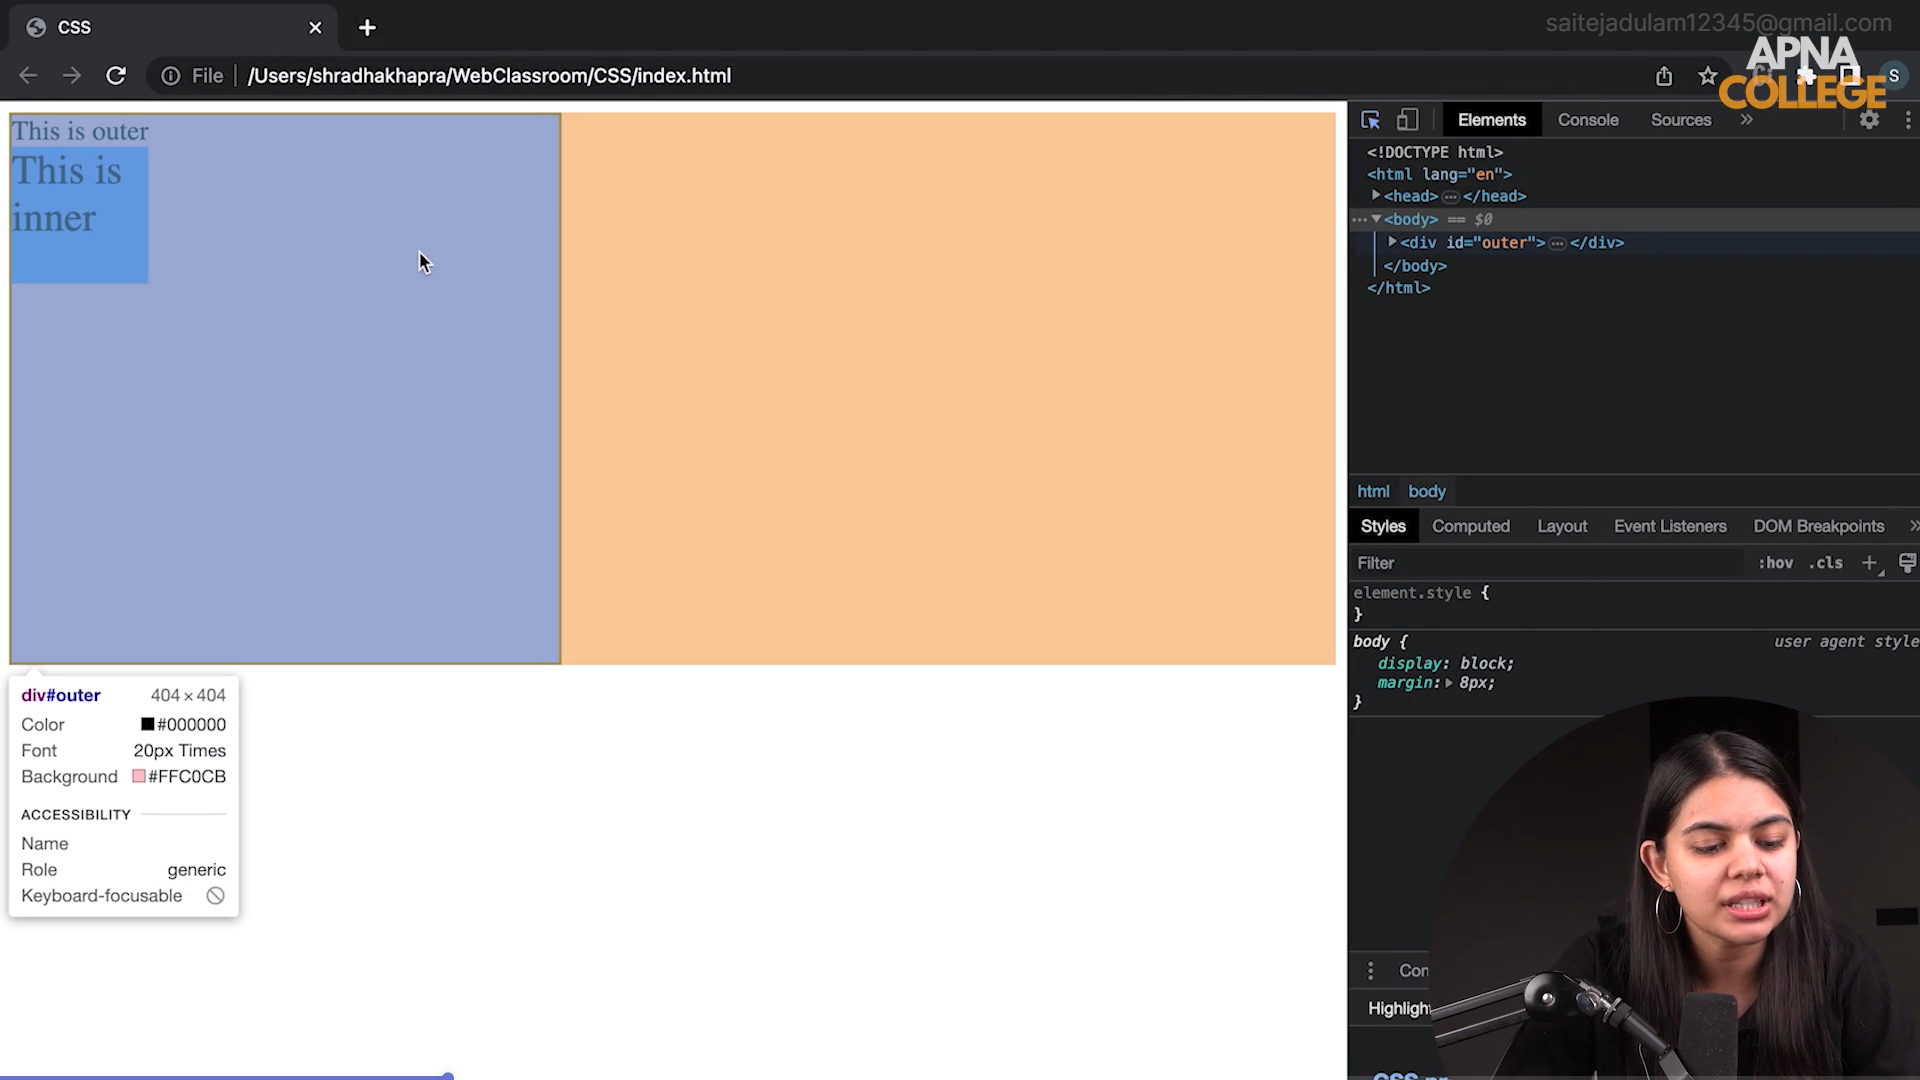 CSS
saitejadulam12345@gmail.com
APNA
COLLEGE
File
/Users/shradhakhapra/WebClassroom/CSS/index.html
S
This is outer
This is
inner
div#outer 404 × 404
Color #000000
Font 20px Times
Background #FFC0CB
ACCESSIBILITY
Name
Role generic
Keyboard-focusable
Elements Console Sources »
<!DOCTYPE html>
<html lang="en">
<head> ⋯ </head>
⋯ <body> == $0
<div id="outer"> ⋯ </div>
</body>
</html>
html body
Styles Computed Layout Event Listeners DOM Breakpoints »
Filter :hov .cls +
element.style {
}
body { user agent style
display: block;
margin: 8px;
}
Con
Highligh